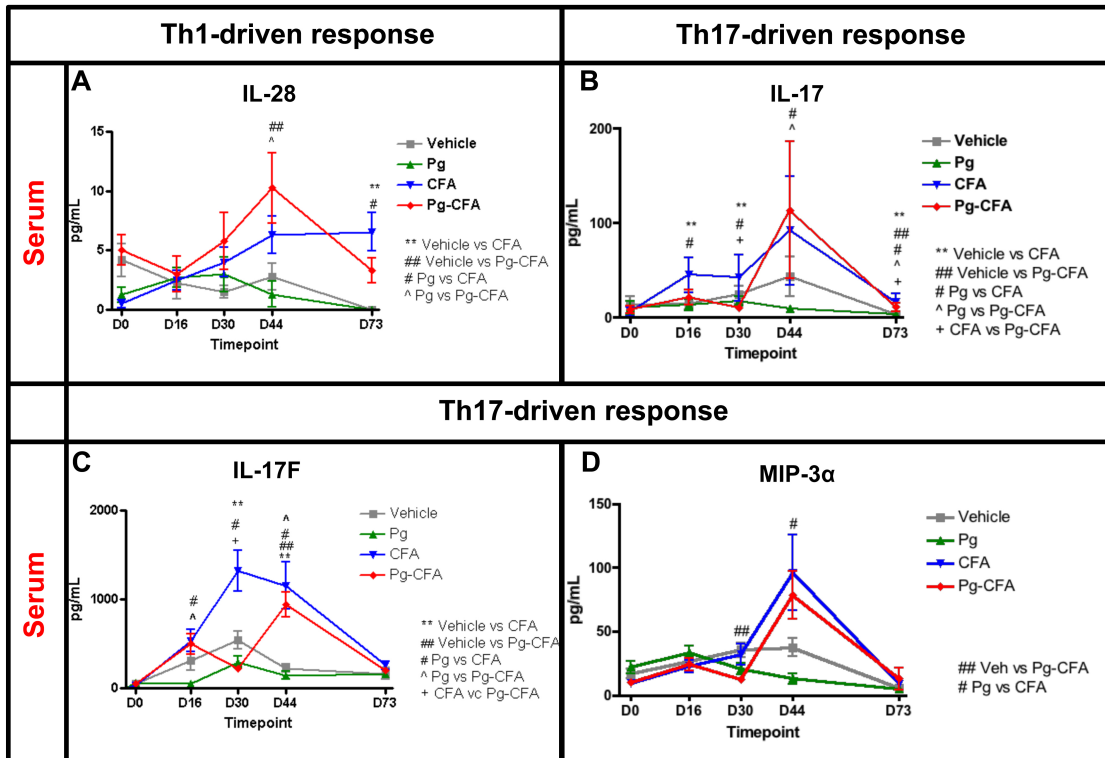 Th1-driven response
Th17-driven response
Serum
A
IL-28
15
10
5
0
pg/mL
D0 D16 D30 D44 D73
Timepoint
##
^
**
#
Vehicle
Pg
CFA
Pg-CFA
** Vehicle vs CFA
## Vehicle vs Pg-CFA
# Pg vs CFA
^ Pg vs Pg-CFA
B
IL-17
200
100
0
pg/mL
D0 D16 D30 D44 D73
Timepoint
**
#
**
#
+
#
^
**
##
#
^
+
Vehicle
Pg
CFA
Pg-CFA
** Vehicle vs CFA
## Vehicle vs Pg-CFA
# Pg vs CFA
^ Pg vs Pg-CFA
+ CFA vs Pg-CFA
Th17-driven response
Serum
C
IL-17F
2000
1000
0
pg/mL
D0 D16 D30 D44 D73
Timepoint
#
^
**
#
+
^
#
##
**
Vehicle
Pg
CFA
Pg-CFA
** Vehicle vs CFA
## Vehicle vs Pg-CFA
# Pg vs CFA
^ Pg vs Pg-CFA
+ CFA vc Pg-CFA
D
MIP-3α
150
100
50
0
pg/mL
D0 D16 D30 D44 D73
Timepoint
##
#
Vehicle
Pg
CFA
Pg-CFA
## Veh vs Pg-CFA
# Pg vs CFA